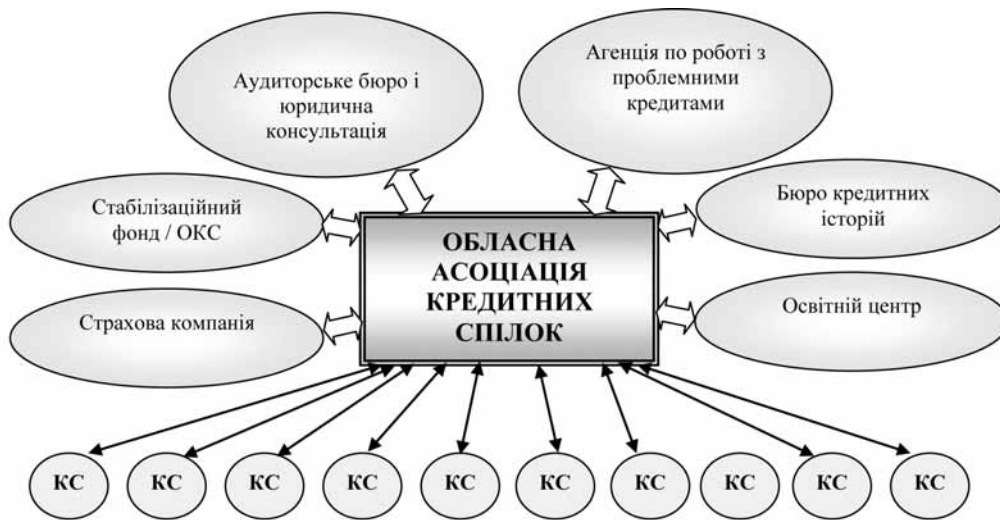 Аудиторське бюро і
юридична
консультація
Агенція по роботі з
проблемними
кредитами
Стабілізаційний
фонд / ОКС
Бюро кредитних
історій
ОБЛАСНА
АСОЦІАЦІЯ
КРЕДИТНИХ
СПІЛОК
Страхова компанія
Освітній центр
КС КС КС КС КС КС КС КС КС КС